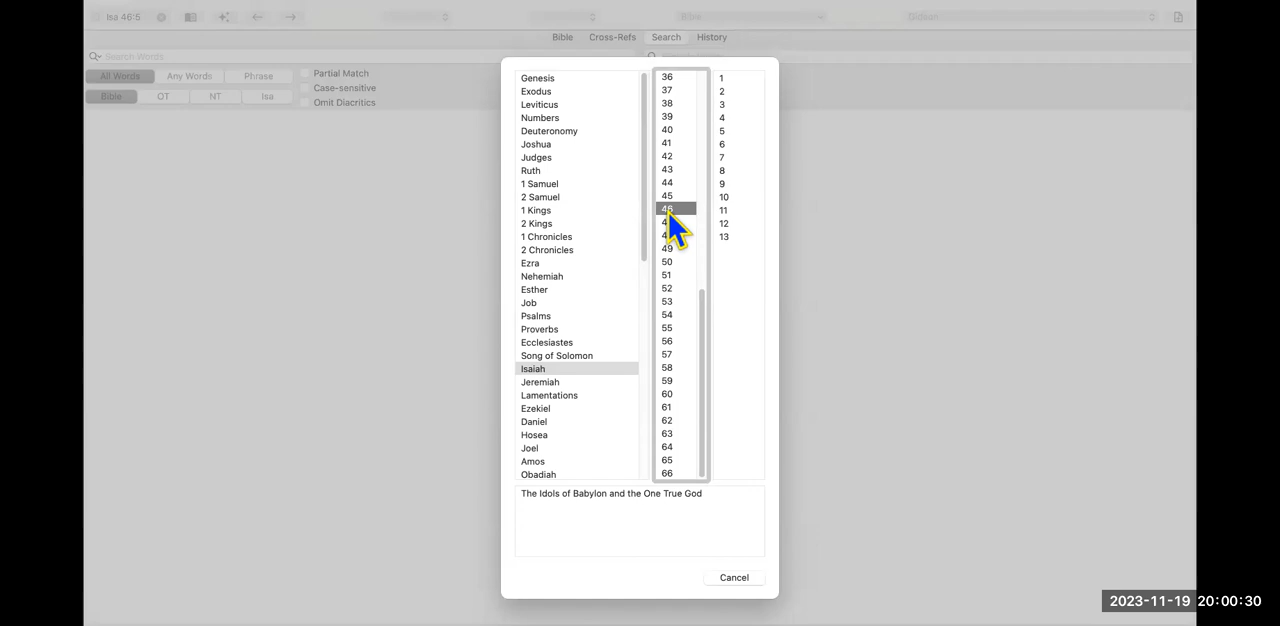 Isa 46:5
Bible
Gideon
Bible Cross-Refs Search History
Search Words
All Words Any Words Phrase Partial Match
Case-sensitive
Bible OT NT Isa
Omit Diacritics
Genesis
Exodus
Leviticus
Numbers
Deuteronomy
Joshua
Judges
Ruth
1 Samuel
2 Samuel
1 Kings
2 Kings
1 Chronicles
2 Chronicles
Ezra
Nehemiah
Esther
Job
Psalms
Proverbs
Ecclesiastes
Song of Solomon
Isaiah
Jeremiah
Lamentations
Ezekiel
Daniel
Hosea
Joel
Amos
Obadiah
36
37
38
39
40
41
42
43
44
45
46
49
50
51
52
53
54
55
56
57
58
59
60
61
62
63
64
65
66
1
2
3
4
5
6
7
8
9
10
11
12
13
The Idols of Babylon and the One True God
Cancel
2023-11-19 20:00:30